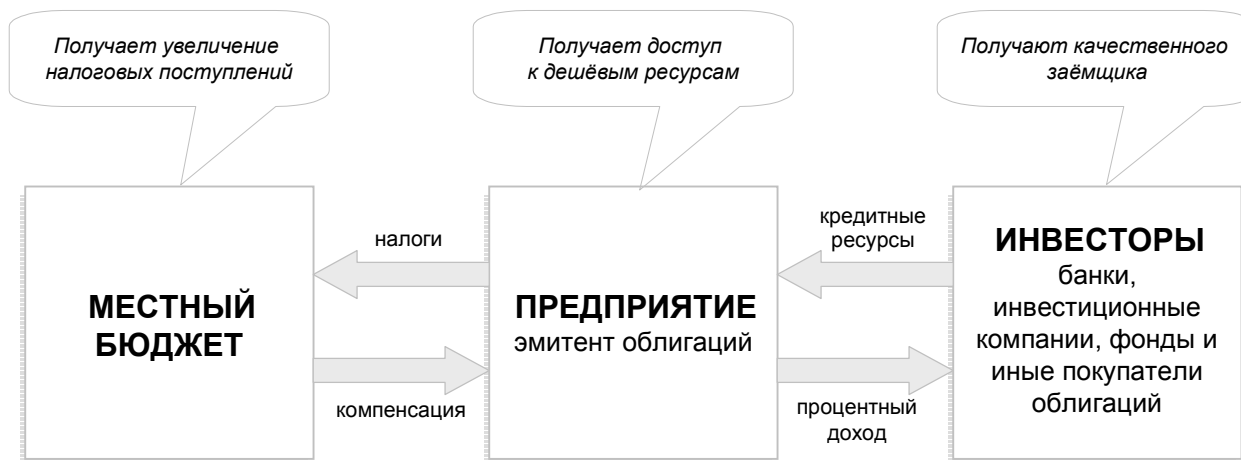 Получает увеличение
налоговых поступлений
Получает доступ
к дешёвым ресурсам
Получают качественного
заёмщика
МЕСТНЫЙ
БЮДЖЕТ
налоги
компенсация
ПРЕДПРИЯТИЕ
эмитент облигаций
кредитные
ресурсы
процентный
доход
ИНВЕСТОРЫ
банки,
инвестиционные
компании, фонды и
иные покупатели
облигаций